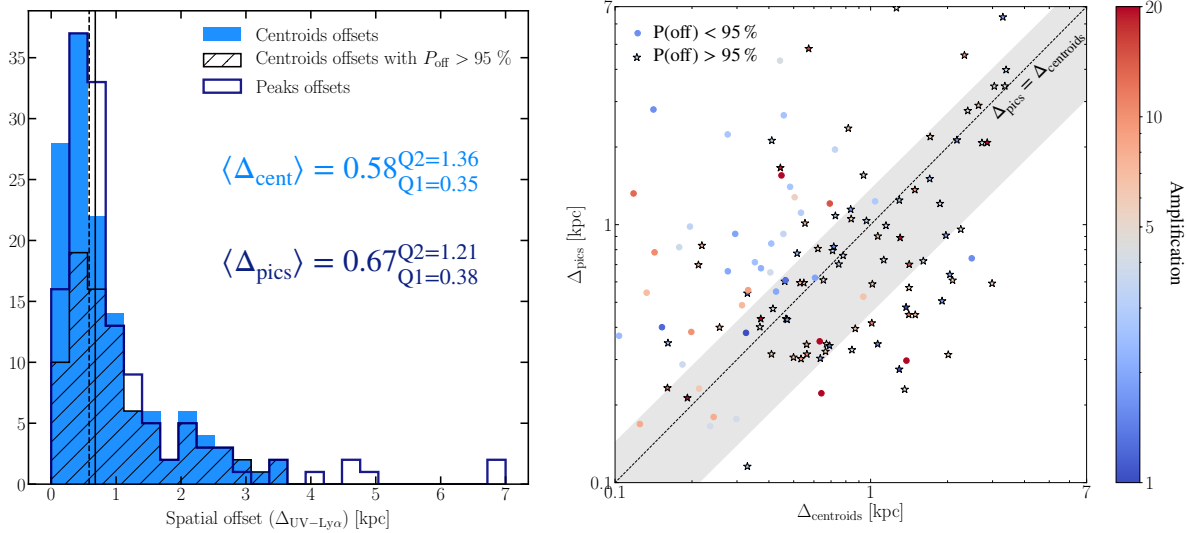 Centroids offsets
Centroids offsets with P_off > 95 %
Peaks offsets
⟨Δ_cent⟩ = 0.58^{Q2=1.36}_{Q1=0.35}
⟨Δ_pics⟩ = 0.67^{Q2=1.21}_{Q1=0.38}
35
30
25
20
15
10
5
0
0 1 2 3 4 5 6 7
Spatial offset (Δ_{UV−Lyα}) [kpc]
P(off) < 95 %
P(off) > 95 %
Δ_pics = Δ_centroids
7
1
0.1
Δ_pics [kpc]
0.1 1 7
Δ_centroids [kpc]
20
10
5
1
Amplification